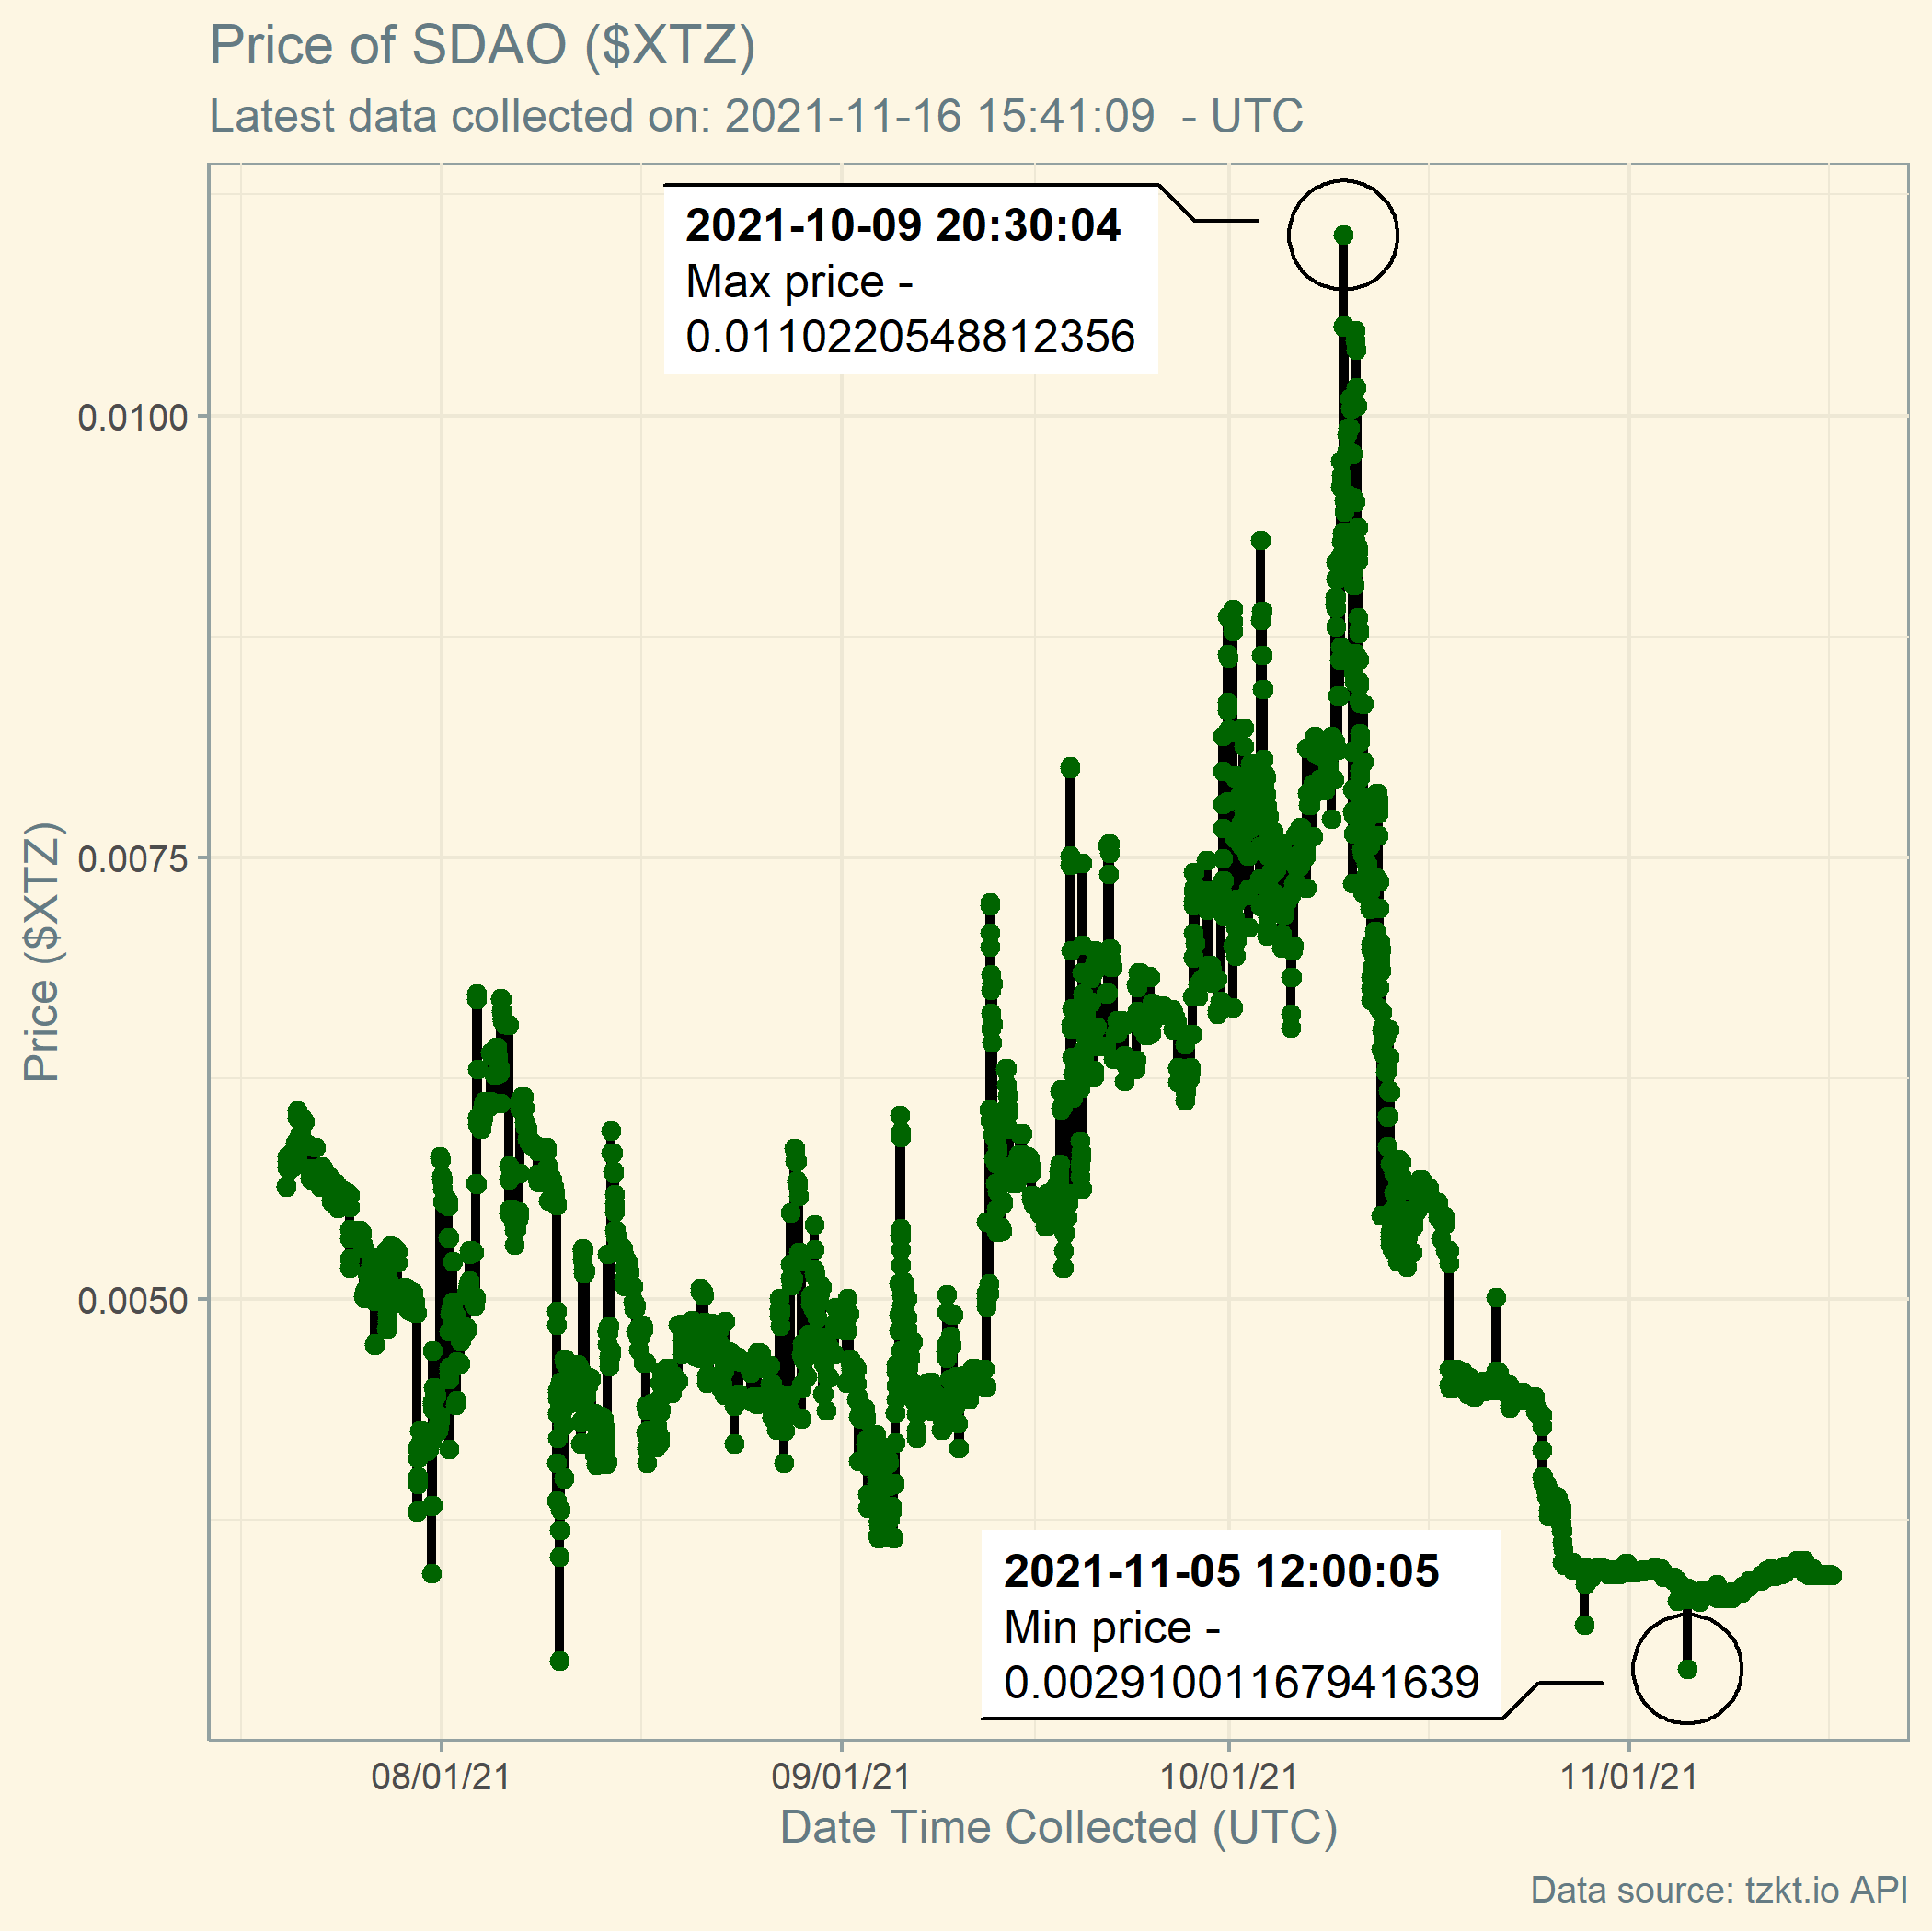 Price of SDAO ($XTZ)
Latest data collected on: 2021-11-16 15:41:09  - UTC
2021-10-09 20:30:04
Max price -
0.0110220548812356
0.0100
0.0075
0.0050
Price ($XTZ)
2021-11-05 12:00:05
Min price -
0.00291001167941639
08/01/21
09/01/21
10/01/21
11/01/21
Date Time Collected (UTC)
Data source: tzkt.io API